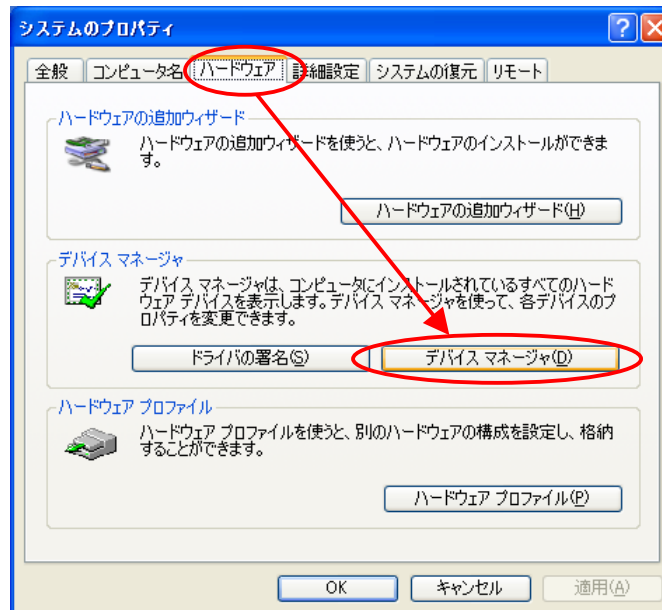 システムのプロパティ
全般 コンピュータ名 ハードウェア 詳細設定 システムの復元 リモート
ハードウェアの追加ウィザード
ハードウェアの追加ウィザードを使うと、ハードウェアのインストールができま
す。
ハードウェアの追加ウィザード(H)
デバイス マネージャ
デバイス マネージャは、コンピュータにインストールされているすべてのハード
ウェア デバイスを表示します。デバイス マネージャを使って、各デバイスのプ
ロパティを変更できます。
ドライバの署名(S) デバイス マネージャ(D)
ハードウェア プロファイル
ハードウェア プロファイルを使うと、別のハードウェアの構成を設定し、格納
することができます。
ハードウェア プロファイル(P)
OK キャンセル 適用(A)